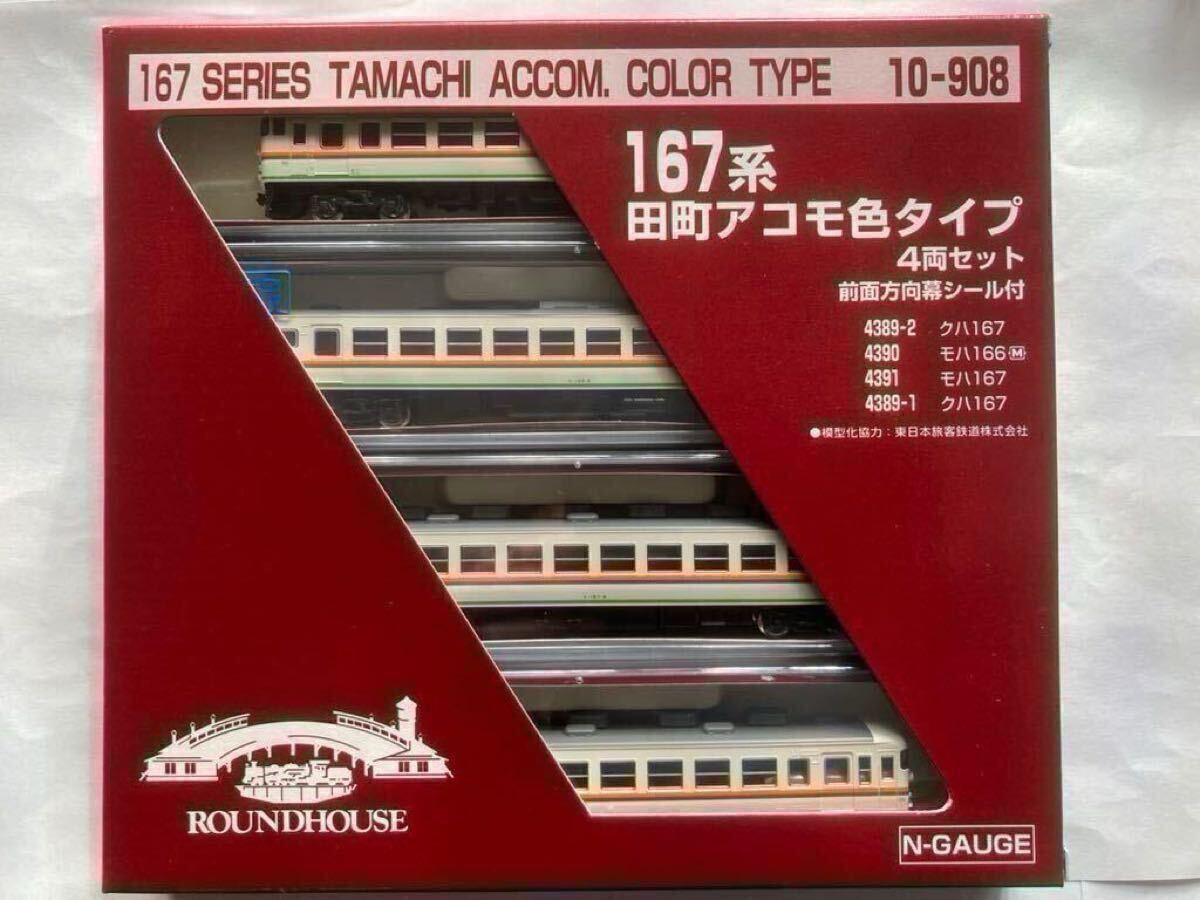 167 SERIES TAMACHI ACCOM. COLOR TYPE 10-908
167系
田町アコモ色タイプ
4両セット
前面方向幕シール付
4389-2 クハ167
4390 モハ166 M
4391 モハ167
4389-1 クハ167
●模型化協力:東日本旅客鉄道株式会社
ROUNDHOUSE
N-GAUGE